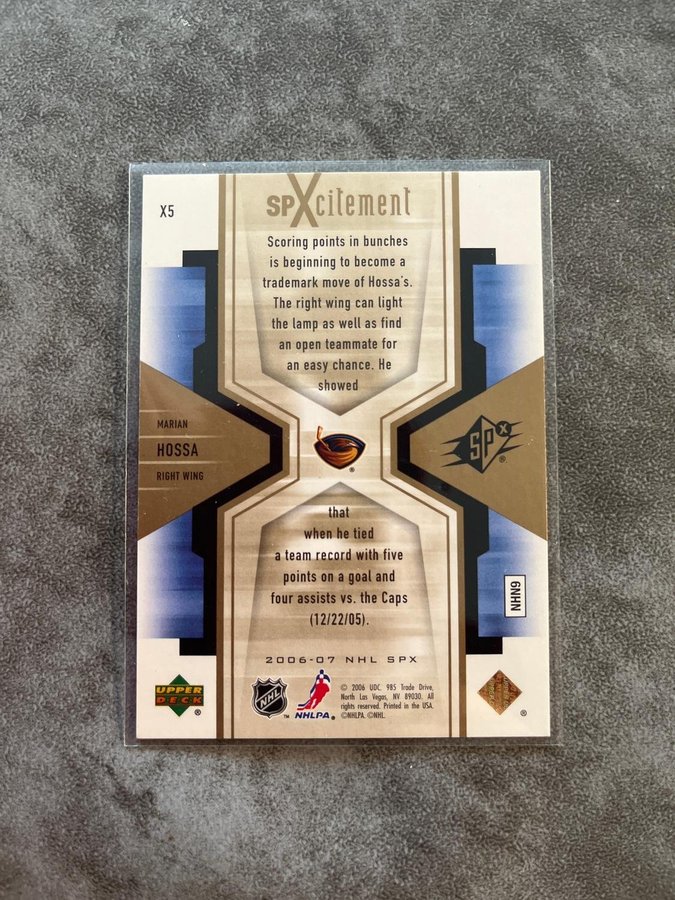 X5
SPXcitement
Scoring points in bunches
is beginning to become a
trademark move of Hossa's.
The right wing can light
the lamp as well as find
an open teammate for
an easy chance. He
showed
MARIAN
HOSSA
RIGHT WING
®
SPx
®
that
when he tied
a team record with five
points on a goal and
four assists vs. the Caps
(12/22/05).
NHN9
2006-07 NHL SPX
UPPER
DECK
®
NHL
TM
NHLPA.
®
© 2006 UDC. 985 Trade Drive,
North Las Vegas, NV 89030. All
rights reserved. Printed in the USA.
©NHLPA. ©NHL.
®